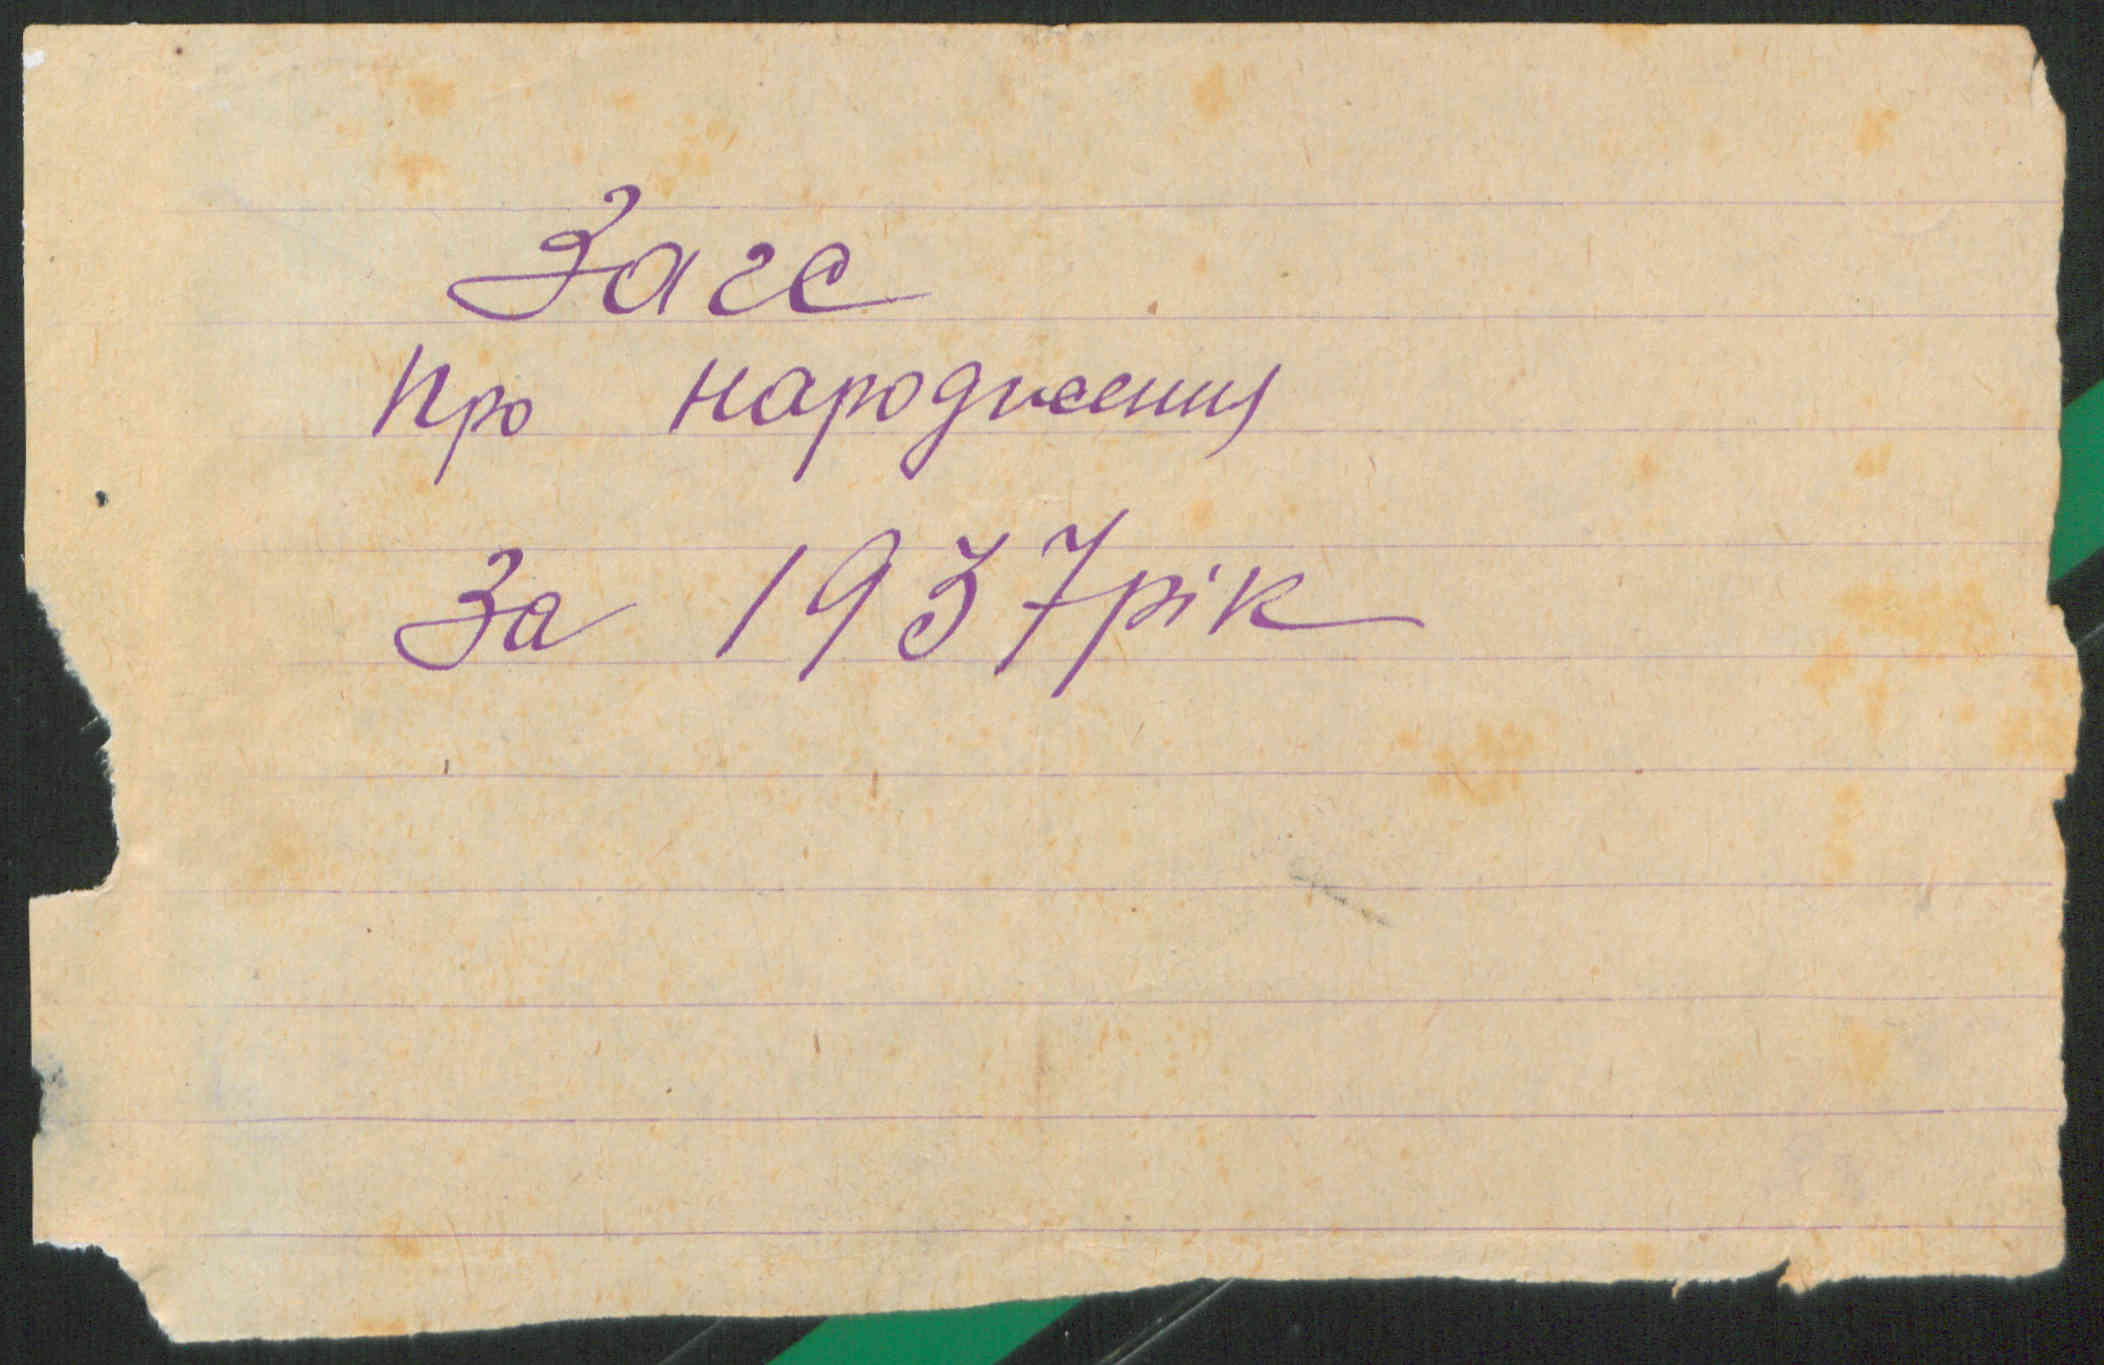 Загс
Про народження
За 1937рік